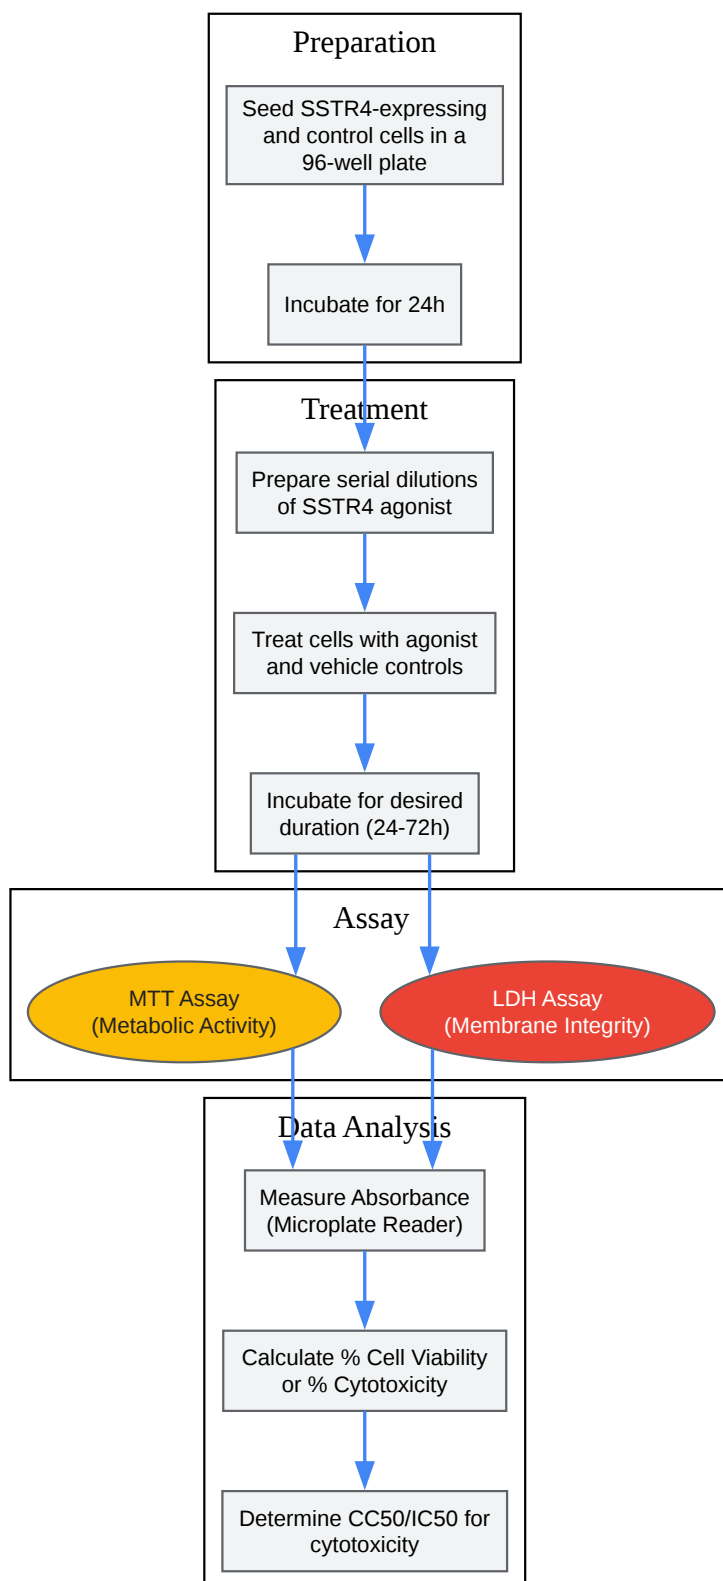 Preparation
Seed SSTR4-expressing
and control cells in a
96-well plate
Incubate for 24h
Treatment
Prepare serial dilutions
of SSTR4 agonist
Treat cells with agonist
and vehicle controls
Incubate for desired
duration (24-72h)
Assay
MTT Assay
(Metabolic Activity)
LDH Assay
(Membrane Integrity)
Data Analysis
Measure Absorbance
(Microplate Reader)
Calculate % Cell Viability
or % Cytotoxicity
Determine CC50/IC50 for
cytotoxicity